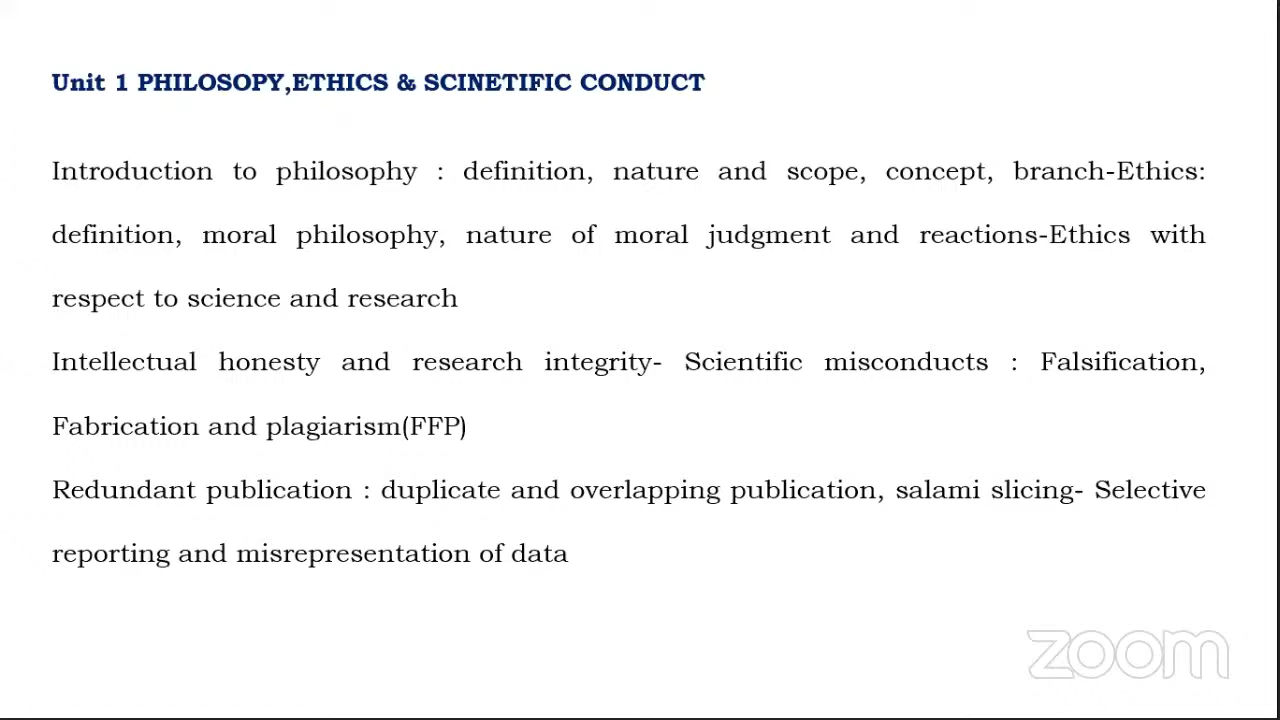 Unit 1 PHILOSOPY,ETHICS & SCINETIFIC CONDUCT
Introduction to philosophy : definition, nature and scope, concept, branch-Ethics:
definition, moral philosophy, nature of moral judgment and reactions-Ethics with
respect to science and research
Intellectual honesty and research integrity- Scientific misconducts : Falsification,
Fabrication and plagiarism(FFP)
Redundant publication : duplicate and overlapping publication, salami slicing- Selective
reporting and misrepresentation of data
zoom